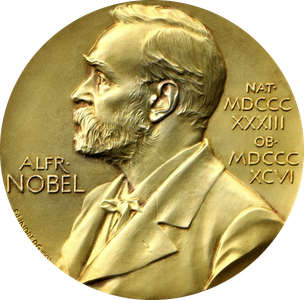 ALFR·
NOBEL
NAT·
MDCCC
XXXIII
OB·
MDCCC
XCVI